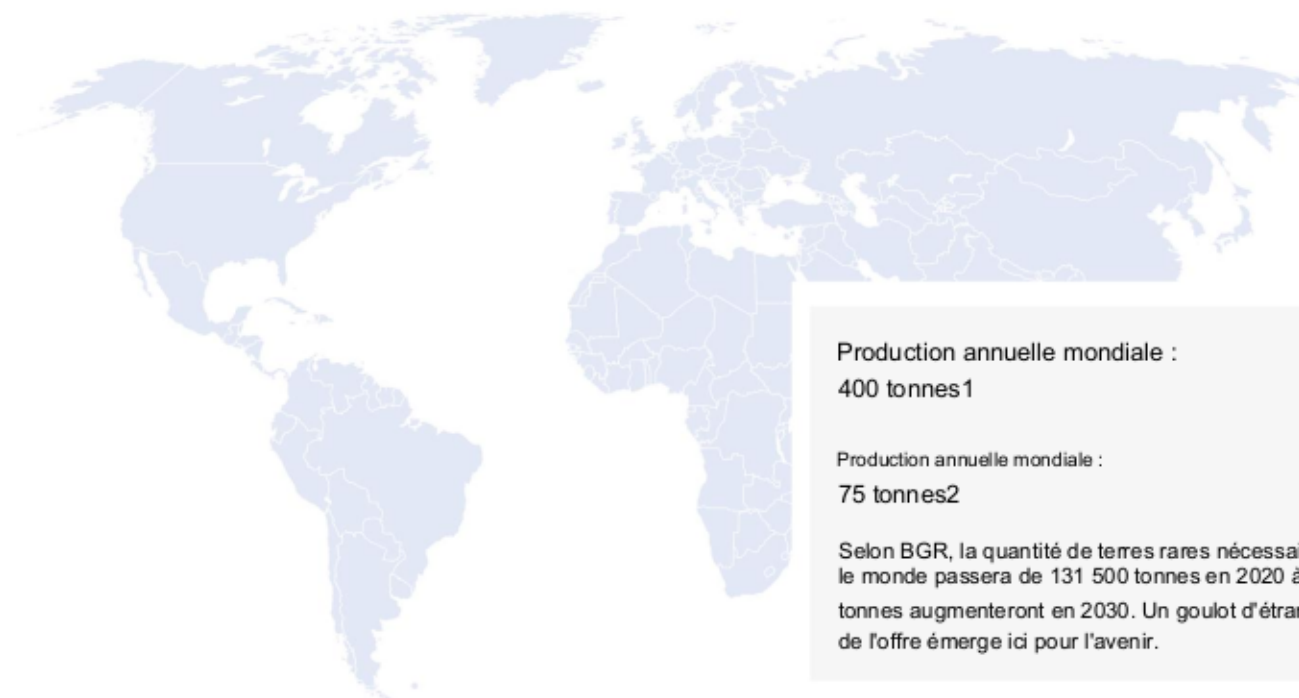 Production annuelle mondiale :
400 tonnes1
Production annuelle mondiale :
75 tonnes2
Selon BGR, la quantité de terres rares
le monde passera de 131 500 tonnes en 2020 à
tonnes augmenteront en 2030. Un goulot
de l'offre émerge ici pour l'avenir.